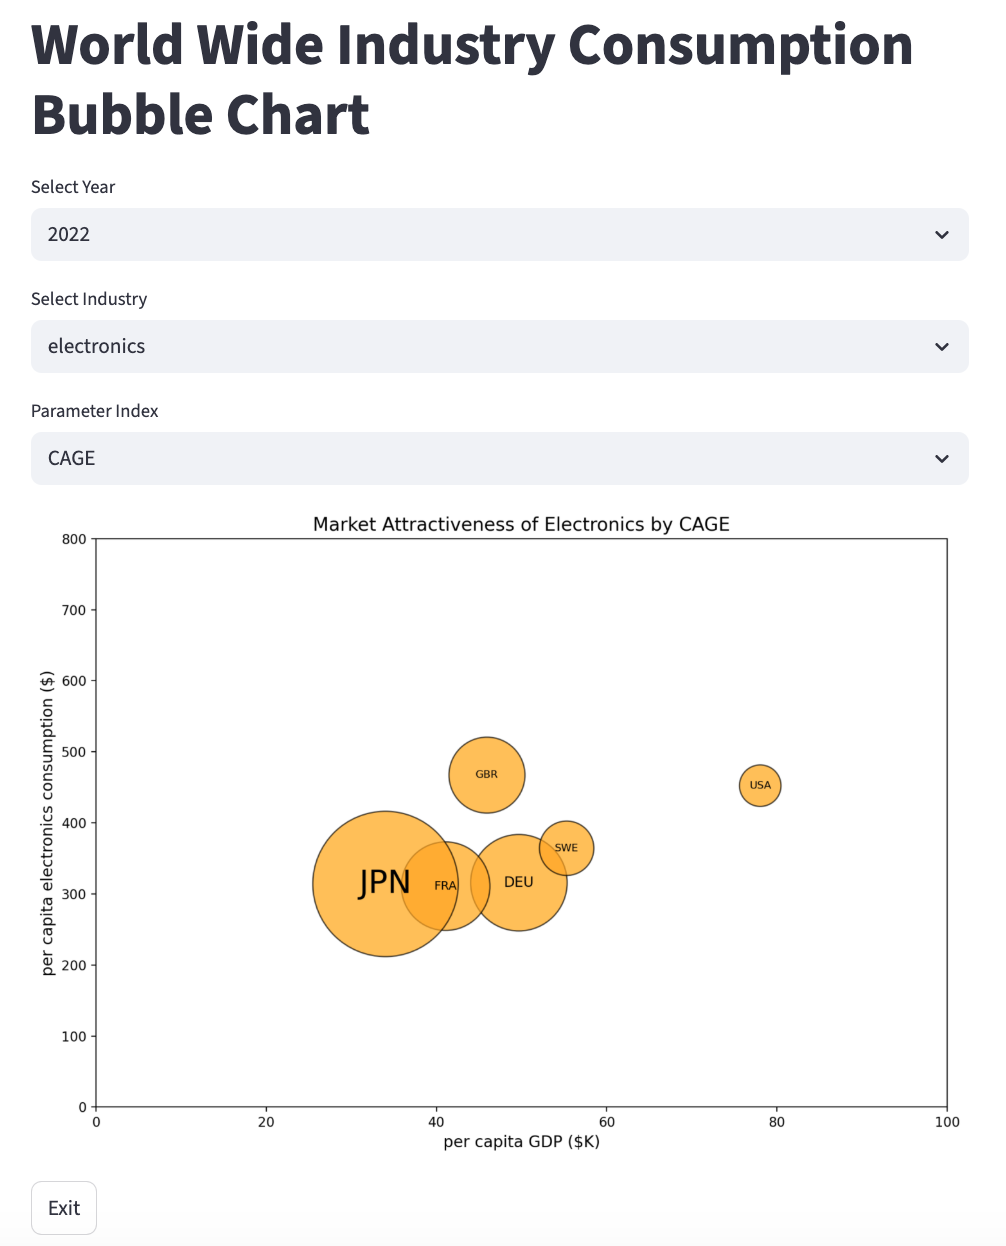 World Wide Industry Consumption
Bubble Chart
Select Year
2022
Select Industry
electronics
Parameter Index
CAGE
Market Attractiveness of Electronics by CAGE
per capita electronics consumption ($)
800
700
600
500
400
300
200
100
0
GBR
USA
SWE
JPN
FRA
DEU
0 20 40 60 80 100
per capita GDP ($K)
Exit